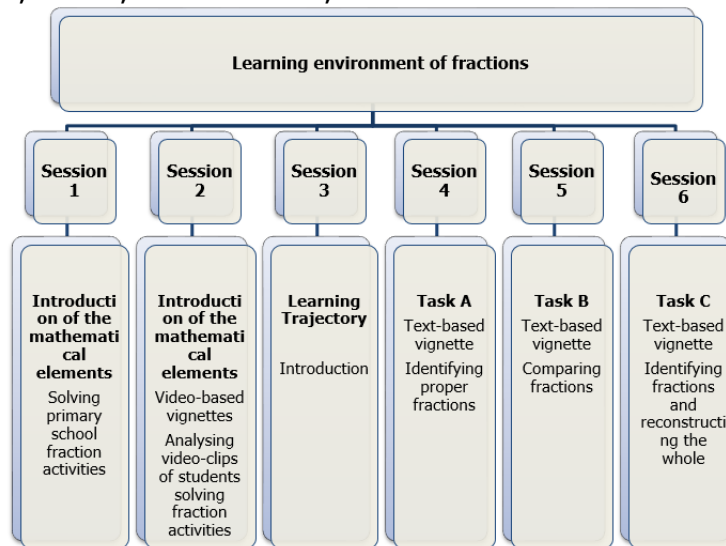 Learning environment of fractions
Session
1
Session
2
Session
3
Session
4
Session
5
Session
6
Introducti
on of the
mathemati
cal
elements
Solving
primary
school
fraction
activities
Introducti
on of the
mathemati
cal
elements
Video-based
vignettes
Analysing
video-clips
of students
solving
fraction
activities
Learning
Trajectory
Introduction
Task A
Text-based
vignette
Identifying
proper
fractions
Task B
Text-based
vignette
Comparing
fractions
Task C
Text-based
vignette
Identifying
fractions
and
reconstructi
ng the
whole